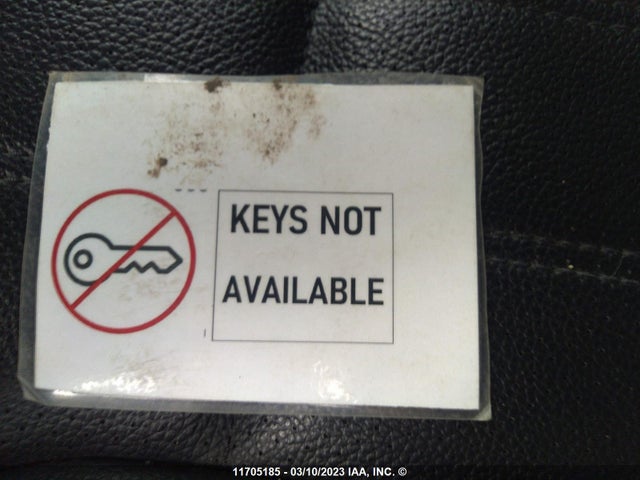 KEYS NOT
AVAILABLE
11705185 - 03/10/2023 IAA, INC. ©